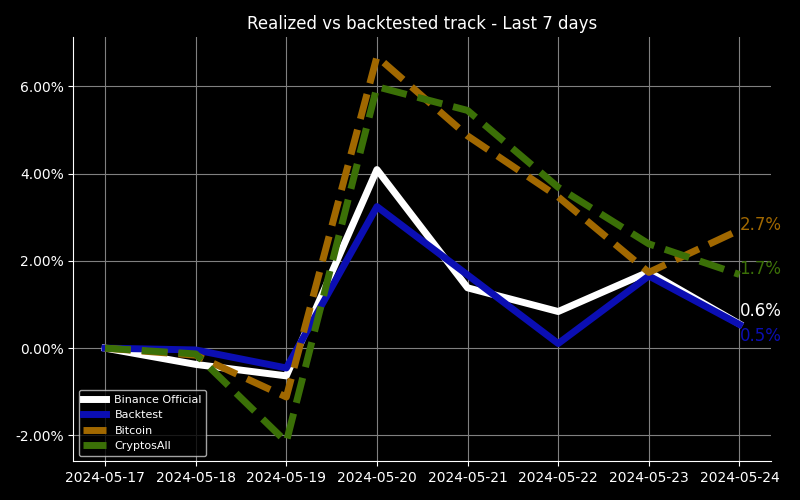 Realized vs backtested track - Last 7 days
6.00%
4.00%
2.00%
0.00%
-2.00%
2.7%
1.7%
0.6%
0.5%
Binance Official
Backtest
Bitcoin
CryptosAll
2024-05-17 2024-05-18 2024-05-19 2024-05-20 2024-05-21 2024-05-22 2024-05-23 2024-05-24